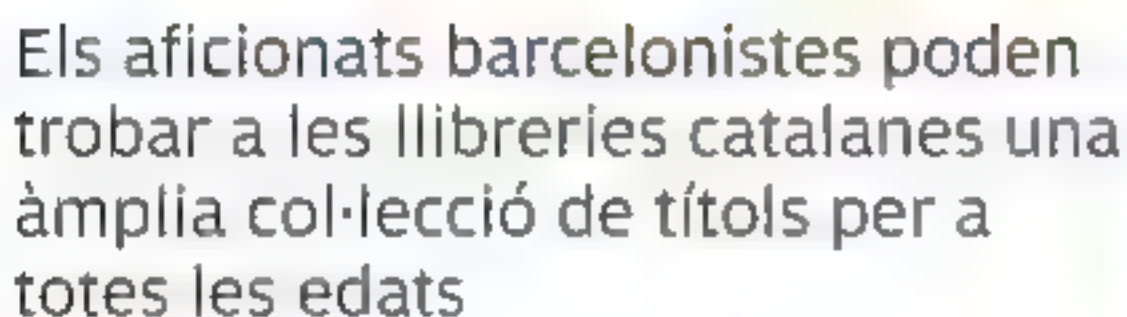 Els aficionats barcelonistes poden
trobar a les llibreries catalanes una
àmplia col·lecció de títols per a
totes les edats